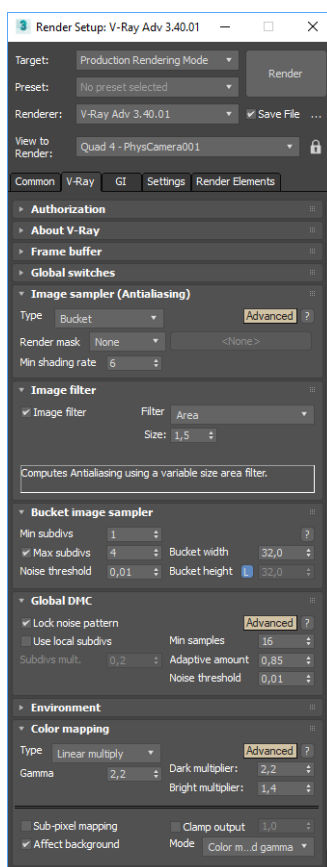 3 Render Setup: V-Ray Adv 3.40.01
Target: Production Rendering Mode
Render
Preset: No preset selected
Renderer: V-Ray Adv 3.40.01 Save File ...
View to Render: Quad 4 - PhysCamera001
Common V-Ray GI Settings Render Elements
Authorization
About V-Ray
Frame buffer
Global switches
Image sampler (Antialiasing)
Type Bucket Advanced ?
Render mask None <None>
Min shading rate 6
Image filter
Image filter Filter Area
Size: 1,5
Computes Antialiasing using a variable size area filter.
Bucket image sampler
Min subdivs 1 ?
Max subdivs 4 Bucket width 32,0
Noise threshold 0,01 Bucket height L 32,0
Global DMC
Lock noise pattern Advanced ?
Use local subdivs Min samples 16
Subdivs mult. 0,2 Adaptive amount 0,85
Noise threshold 0,01
Environment
Color mapping
Type Linear multiply Advanced ?
Gamma 2,2 Dark multiplier: 2,2
Bright multiplier: 1,4
Sub-pixel mapping Clamp output 1,0
Affect background Mode Color m...d gamma